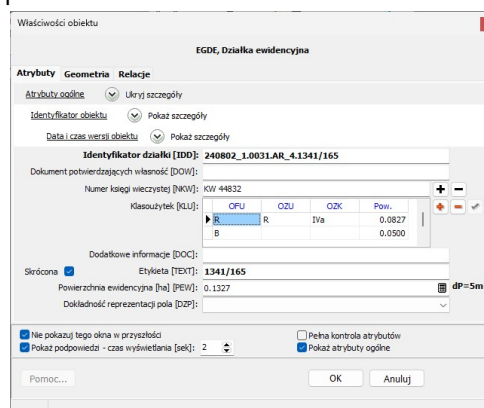 Właściwości obiektu
EGDE, Działka ewidencyjna
Atrybuty Geometria Relacje
Atrybuty ogólne Ukryj szczegóły
Identyfikator obiektu Pokaż szczegóły
Data i czas wersji obiektu Pokaż szczegóły
Identyfikator działki [IDD]: 240802_1.0031.AR_4.1341/165
Dokument potwierdzających własność [DOW]:
Numer księgi wieczystej [NKW]: KW 44832
Klasoużytek [KLU]: OFU OZU OZK Pow.
R R IVa 0.0827
B 0.0500
Dodatkowe informacje [DOC]:
Skrócona Etykieta [TEXT]: 1341/165
Powierzchnia ewidencyjna [ha] [PEW]: 0.1327 dP=5m
Dokładność reprezentacji pola [DZP]:
Nie pokazuj tego okna w przyszłości Pełna kontrola atrybutów
Pokaż podpowiedzi - czas wyświetlania [sek]: 2 Pokaż atrybuty ogólne
Pomoc... OK Anuluj